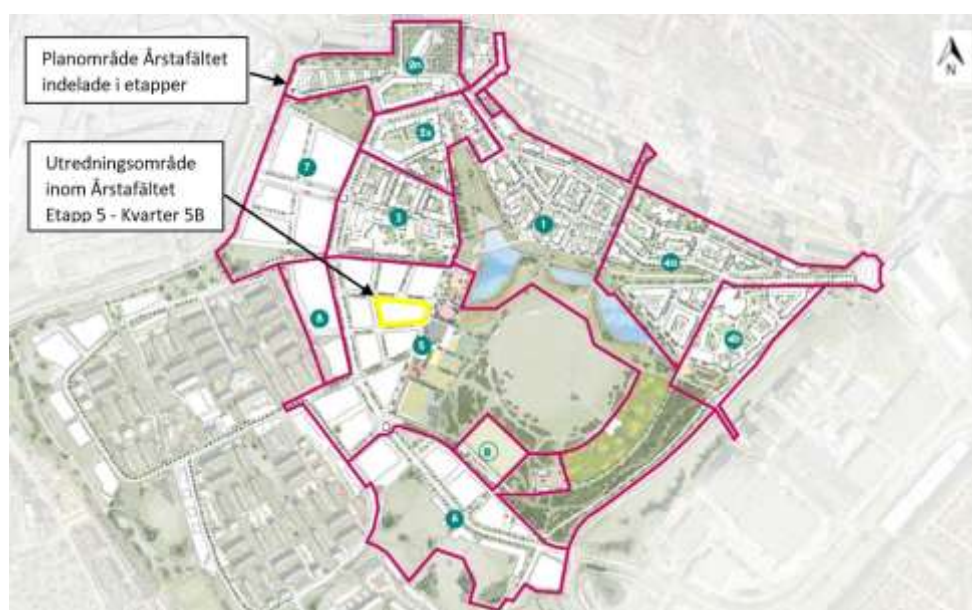 Planområde Årstafältet
indelade i etapper
Utredningsområde
inom Årstafältet
Etapp 5 - Kvarter 5B
N
7
3
1
5